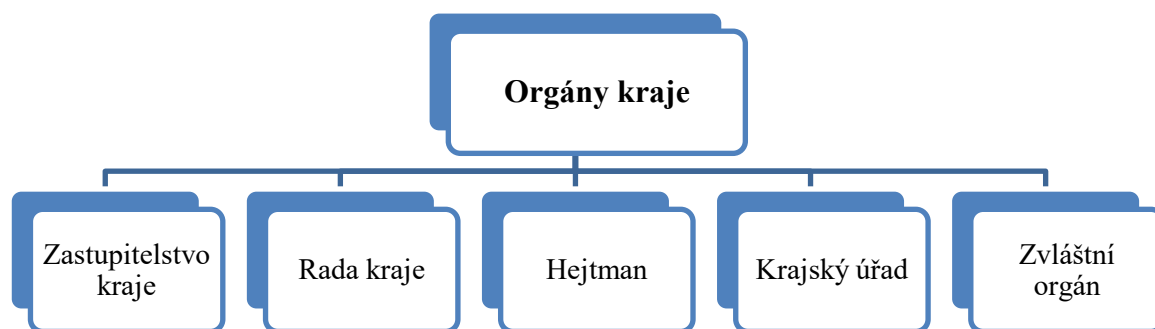 Orgány kraje
Zastupitelstvo
kraje
Rada kraje
Hejtman
Krajský úřad
Zvláštní
orgán